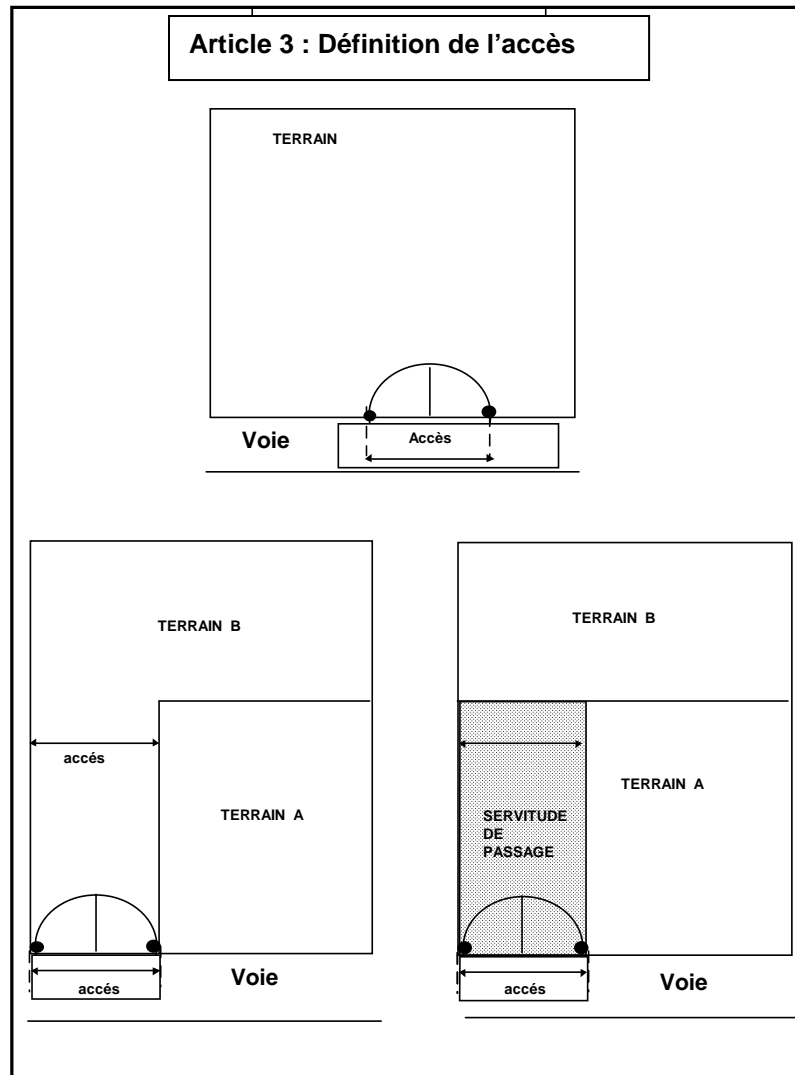 Article 3 : Définition de l'accès
TERRAIN
Voie
Accès
TERRAIN B
accés
TERRAIN A
accés
Voie
TERRAIN B
TERRAIN A
SERVITUDE
DE
PASSAGE
accés
Voie